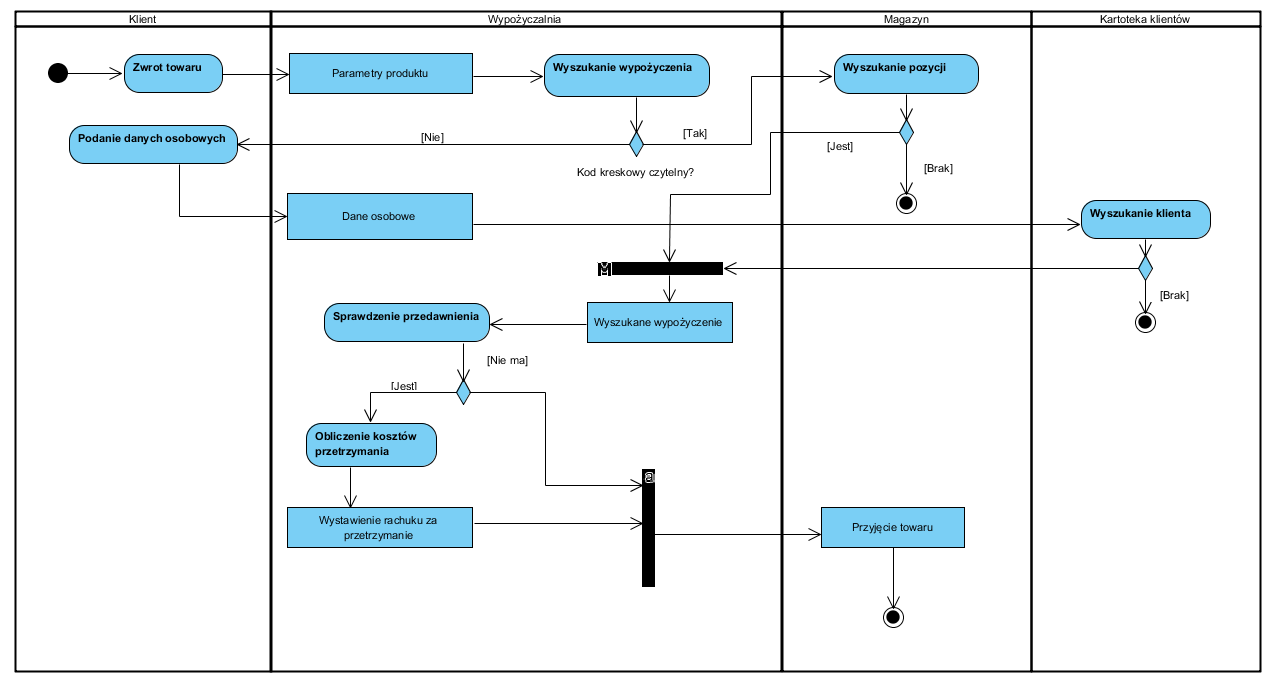 Klient
Wypożyczalnia
Magazyn
Kartoteka klientów
Zwrot towaru
Parametry produktu
Wyszukanie wypożyczenia
Wyszukanie pozycji
Podanie danych osobowych
[Nie]
[Tak]
[Jest]
Kod kreskowy czytelny?
[Brak]
Dane osobowe
Wyszukanie klienta
M
[Brak]
Sprawdzenie przedawnienia
Wyszukane wypożyczenie
[Nie ma]
[Jest]
Obliczenie kosztów
przetrzymania
@
Wystawienie rachuku za
przetrzymanie
Przyjęcie towaru